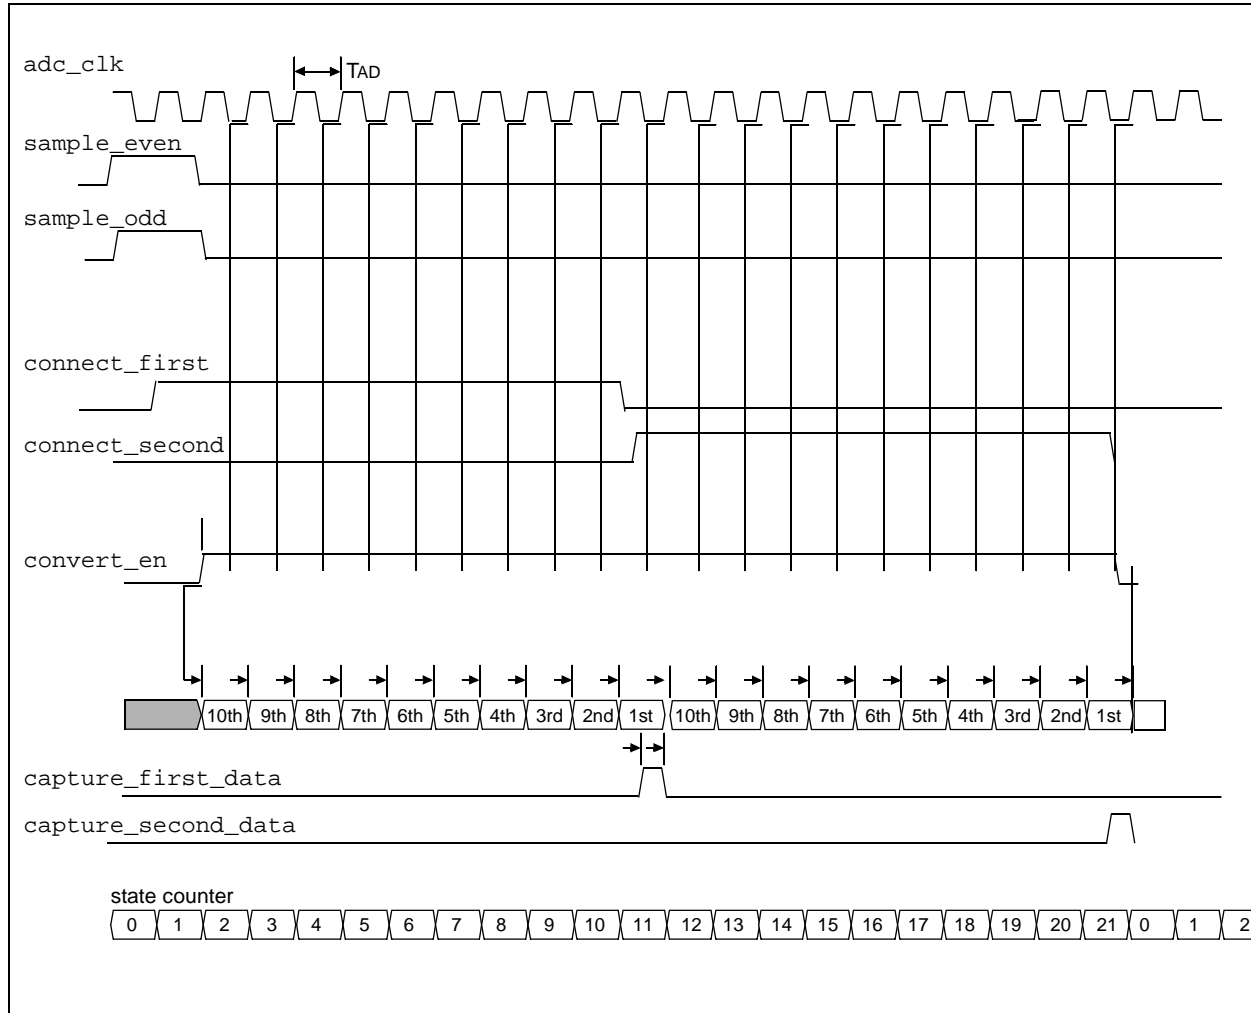 adc_clk
TAD
sample_even
sample_odd
connect_first
connect_second
convert_en
10th 9th 8th 7th 6th 5th 4th 3rd 2nd 1st 10th 9th 8th 7th 6th 5th 4th 3rd 2nd 1st
capture_first_data
capture_second_data
state counter
0 1 2 3 4 5 6 7 8 9 10 11 12 13 14 15 16 17 18 19 20 21 0 1 2